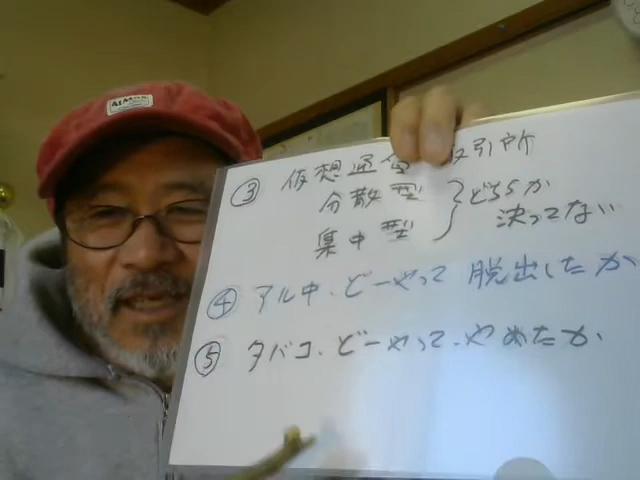 ③ 仮想通貨取引所
分散型
集中型
どちらか
決ってない
④ アル中、どーやって脱出したか
⑤ タバコ、どーやって、やめたか